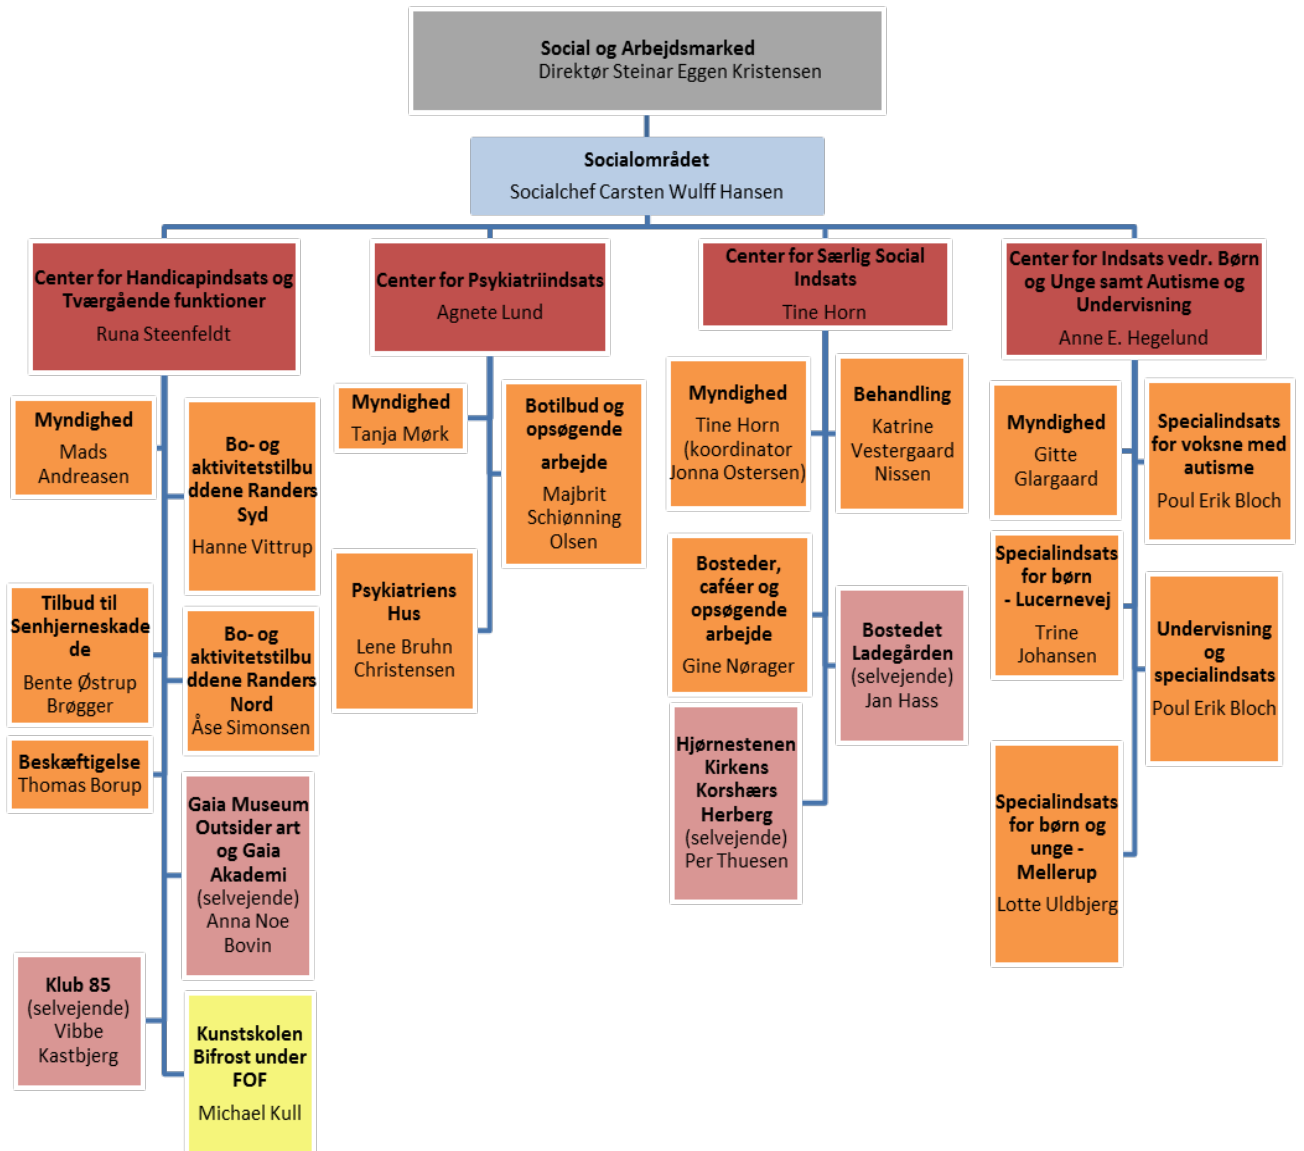 Social og Arbejdsmarked
Direktør Steinar Eggen Kristensen
Socialområdet
Socialchef Carsten Wulff Hansen
Center for Handicapindsats og
Tværgående funktioner
Runa Steenfeldt
Myndighed
Mads
Andreasen
Bo- og
aktivitetstilbu
ddene Randers
Syd
Hanne Vittrup
Tilbud til
Senhjerneskade
de
Bente Østrup
Brøgger
Bo- og
aktivitetstilbu
ddene Randers
Nord
Åse Simonsen
Beskæftigelse
Thomas Borup
Gaia Museum
Outsider art
og Gaia
Akademi
(selvejende)
Anna Noe
Bovin
Klub 85
(selvejende)
Vibbe
Kastbjerg
Kunstskolen
Bifrost under
FOF
Michael Kull
Center for Psykiatriindsats
Agnete Lund
Myndighed
Tanja Mørk
Botilbud og
opsøgende
arbejde
Majbrit
Schiønning
Olsen
Psykiatriens
Hus
Lene Bruhn
Christensen
Center for Særlig Social
Indsats
Tine Horn
Myndighed
Tine Horn
(koordinator
Jonna Ostersen)
Behandling
Katrine
Vestergaard
Nissen
Bosteder,
caféer og
opsøgende
arbejde
Gine Nørager
Bostedet
Ladegården
(selvejende)
Jan Hass
Hjørnestenen
Kirkens
Korshærs
Herberg
(selvejende)
Per Thuesen
Center for Indsats vedr. Børn
og Unge samt Autisme og
Undervisning
Anne E. Hegelund
Myndighed
Gitte
Glargaard
Specialindsats
for voksne med
autisme
Poul Erik Bloch
Specialindsats
for børn
- Lucernevej
Trine
Johansen
Undervisning
og
specialindsats
Poul Erik Bloch
Specialindsats
for børn og
unge -
Mellerup
Lotte Uldbjerg